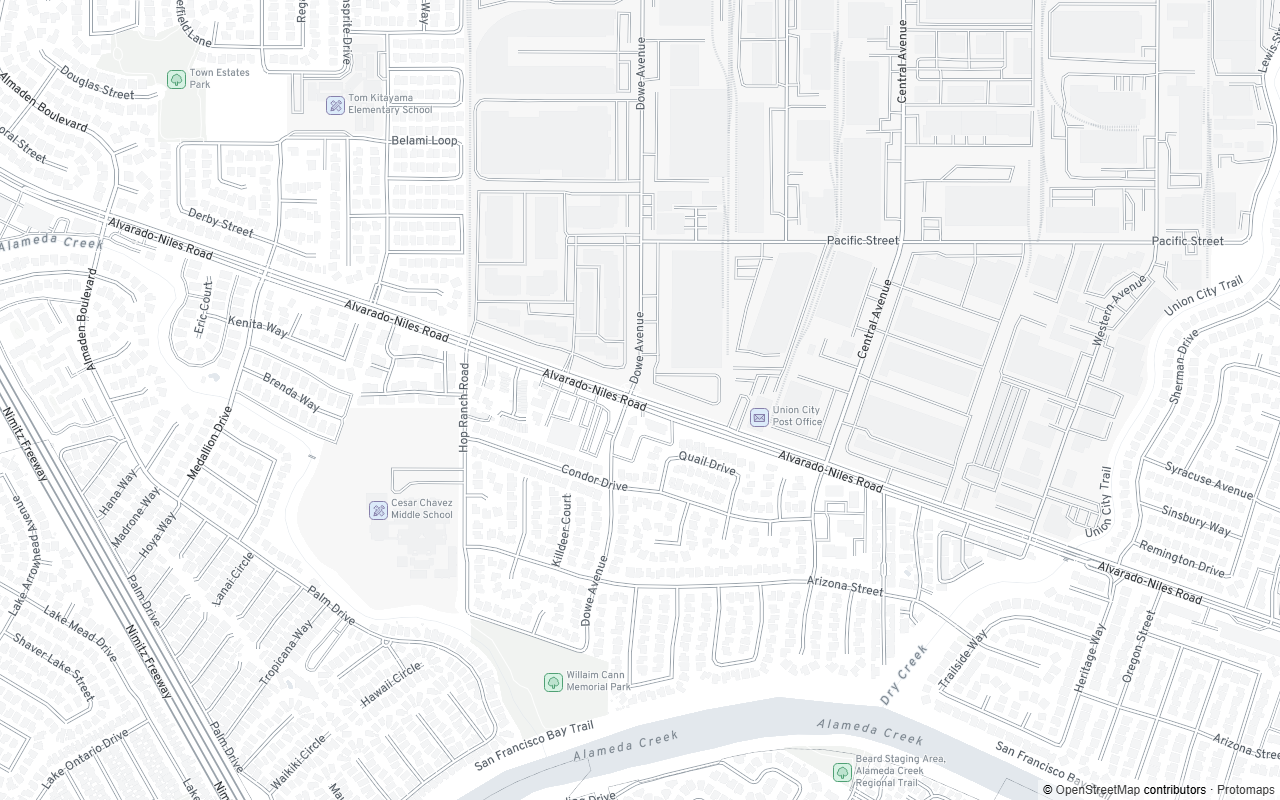 Town Estates
Park
Douglas Street
Almaden Boulevard
Tom Kitayama
Elementary School
Belami Loop
Dowe Avenue
Central Avenue
Derby Street
Alameda Creek
Alvarado-Niles Road
Pacific Street
Pacific Street
Almaden Boulevard
Eric Court
Kenita Way
Alvarado-Niles Road
Union City Trail
Western Avenue
Central Avenue
Dowe Avenue
Sherman Drive
Brenda Way
Hop Ranch Road
Alvarado-Niles Road
Union City
Post Office
Nimitz Freeway
Medallion Drive
Condor Drive
Quail Drive
Alvarado-Niles Road
Syracuse Avenue
Hana Way
Madrone Way
Hoya Way
Cesar Chavez
Middle School
Killdeer Court
Union City Trail
Sinsbury Way
Remington Drive
Lake Arrowhead Avenue
Lanai Circle
Palm Drive
Palm Drive
Dowe Avenue
Arizona Street
Alvarado-Niles Road
Lake Mead Drive
Shaver Lake Street
Nimitz Freeway
Tropicana Way
Hawaii Circle
Willaim Cann
Memorial Park
Dry Creek
Trailside Way
Heritage Way
Oregon Street
Lake Ontario Drive
Palm Drive
Waikiki Circle
San Francisco Bay Trail
Alameda Creek
Alameda Creek
Beard Staging Area,
Alameda Creek
Regional Trail
San Francisco Bay
Arizona Street
© OpenStreetMap contributors · Protomaps